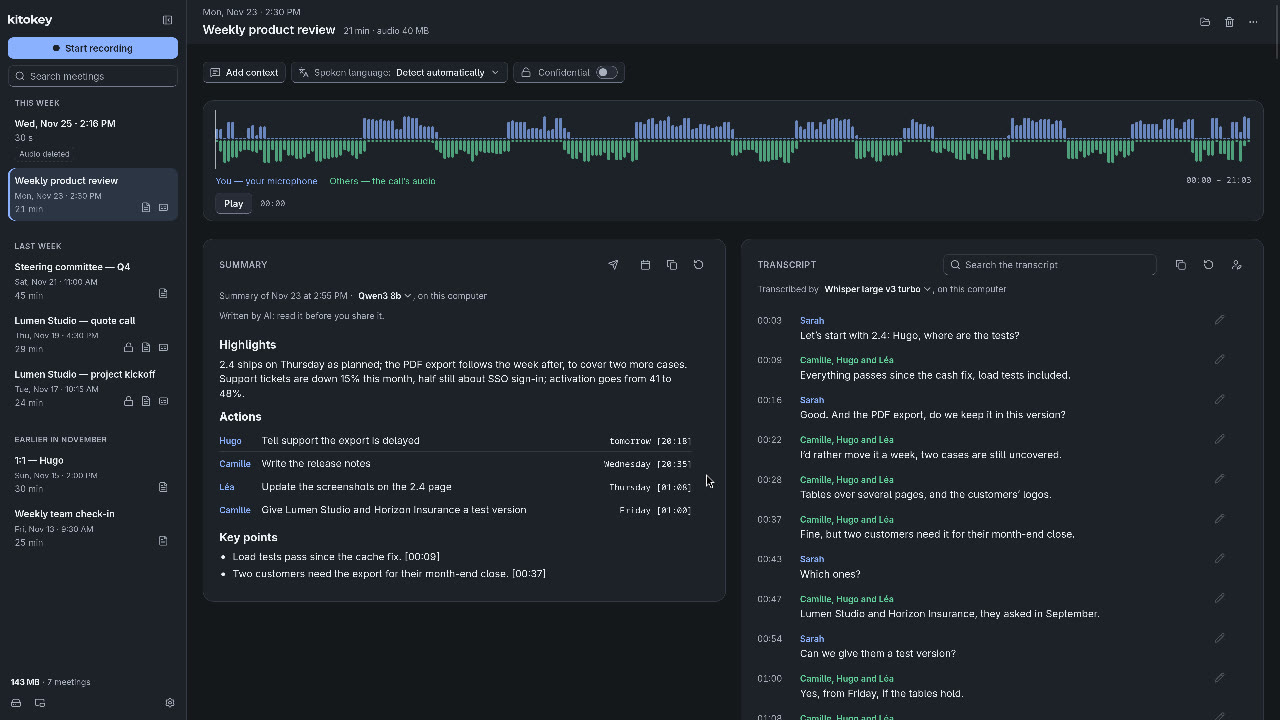 kitokey
Start recording
Search meetings
THIS WEEK
Wed, Nov 25 · 2:16 PM
30 s
Audio deleted
Weekly product review
Mon, Nov 23 · 2:30 PM
21 min
LAST WEEK
Steering committee — Q4
Sat, Nov 21 · 11:00 AM
45 min
Lumen Studio — quote call
Thu, Nov 19 · 4:30 PM
29 min
Lumen Studio — project kickoff
Tue, Nov 17 · 10:15 AM
24 min
EARLIER IN NOVEMBER
1:1 — Hugo
Sun, Nov 15 · 2:00 PM
30 min
Weekly team check-in
Fri, Nov 13 · 9:30 AM
25 min
143 MB · 7 meetings
Mon, Nov 23 · 2:30 PM
Weekly product review 21 min · audio 40 MB
Add context
Spoken language: Detect automatically
Confidential
You — your microphone Others — the call's audio
00:00 – 21:03
Play 00:00
SUMMARY
Summary of Nov 23 at 2:55 PM · Qwen3 8b , on this computer
Written by AI: read it before you share it.
Highlights
2.4 ships on Thursday as planned; the PDF export follows the week after, to cover two more cases.
Support tickets are down 15% this month, half still about SSO sign-in; activation goes from 41 to
48%.
Actions
Hugo Tell support the export is delayed tomorrow [20:18]
Camille Write the release notes Wednesday [20:35]
Léa Update the screenshots on the 2.4 page Thursday [01:08]
Camille Give Lumen Studio and Horizon Insurance a test version Friday [01:00]
Key points
• Load tests pass since the cache fix. [00:09]
• Two customers need the export for their month-end close. [00:37]
TRANSCRIPT
Search the transcript
Transcribed by Whisper large v3 turbo , on this computer
00:03 Sarah
Let's start with 2.4: Hugo, where are the tests?
00:09 Camille, Hugo and Léa
Everything passes since the cash fix, load tests included.
00:16 Sarah
Good. And the PDF export, do we keep it in this version?
00:22 Camille, Hugo and Léa
I'd rather move it a week, two cases are still uncovered.
00:28 Camille, Hugo and Léa
Tables over several pages, and the customers' logos.
00:37 Camille, Hugo and Léa
Fine, but two customers need it for their month-end close.
00:43 Sarah
Which ones?
00:47 Camille, Hugo and Léa
Lumen Studio and Horizon Insurance, they asked in September.
00:54 Sarah
Can we give them a test version?
01:00 Camille, Hugo and Léa
Yes, from Friday, if the tables hold.
01:08 Camille, Hugo and Léa